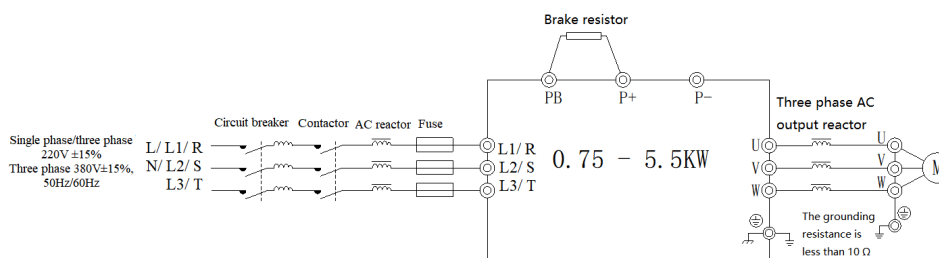 Brake resistor
PB
P+
P-
Three phase AC
output reactor
Circuit breaker
Contactor
AC reactor
Fuse
Single phase/three phase
220V ±15%
Three phase 380V±15%,
50Hz/60Hz
L/ L1/ R
N/ L2/ S
L3/ T
L1/ R
L2/ S
L3/ T
0.75 - 5.5KW
U
V
W
U
V
W
M
The grounding
resistance is
less than 10 Ω